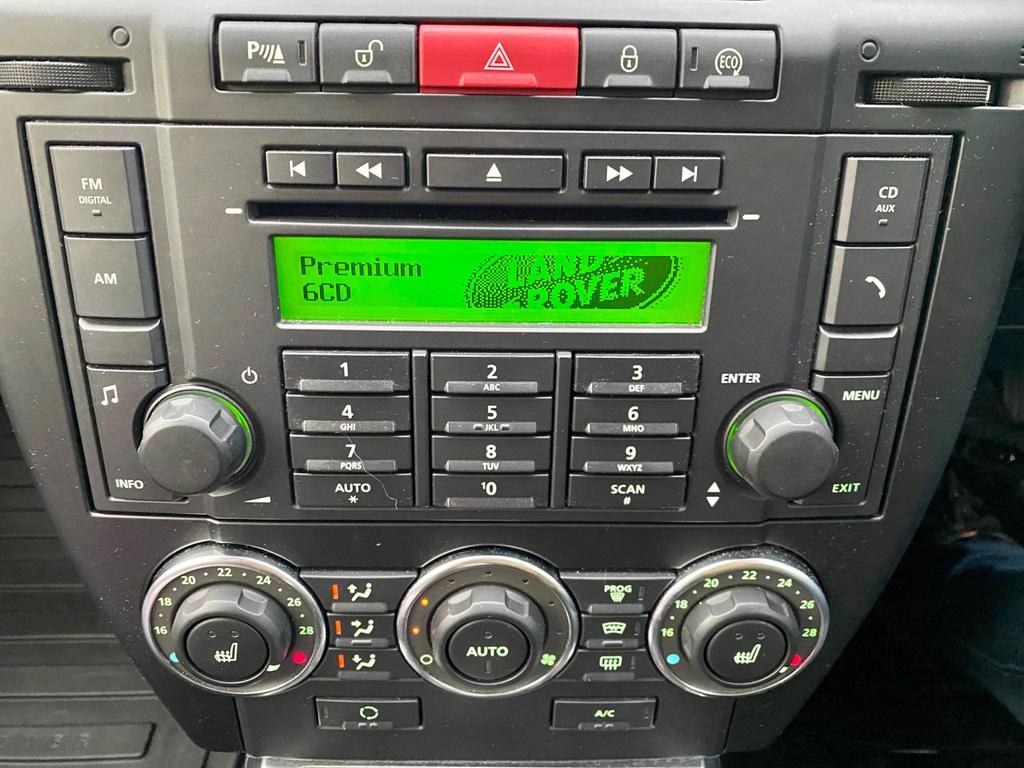 P
ECO
FM
DIGITAL
CD
AUX
AM
Premium
6CD
LAND
ROVER
1
2
ABC
3
DEF
ENTER
MENU
4
GHI
5
JKL
6
MNO
7
PQRS
8
TUV
9
WXYZ
INFO
AUTO
*
10
SCAN
#
EXIT
16 18 20 22 24 26 28
PROG
16 18 20 22 24 26 28
AUTO
A/C